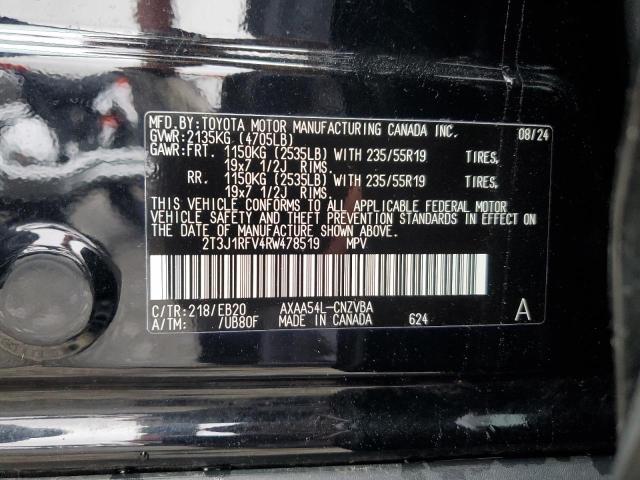 MFD.BY:TOYOTA MOTOR MANUFACTURING CANADA INC. 08/24
GVWR:2135KG (4705LB)
GAWR:FRT. 1150KG (2535LB) WITH 235/55R19 TIRES,
19x7 1/2J RIMS.
RR. 1150KG (2535LB) WITH 235/55R19 TIRES,
19x7 1/2J RIMS.
THIS VEHICLE CONFORMS TO ALL APPLICABLE FEDERAL MOTOR
VEHICLE SAFETY AND THEFT PREVENTION STANDARDS IN EFFECT ON
THE DATE OF MANUFACTURE SHOWN ABOVE.
2T3J1RFV4RW478519 MPV
C/TR:218/EB20 AXAA54L-CNZVBA
A/TM: /UB80F MADE IN CANADA 624 A